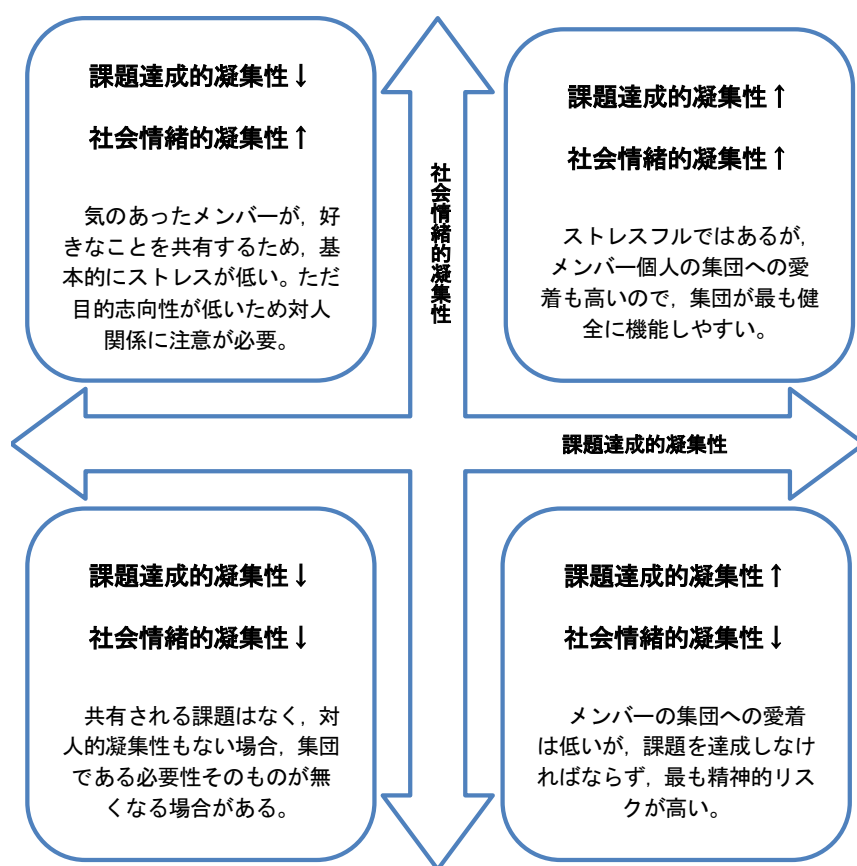 課題達成的凝集性↓
社会情緒的凝集性↑
気のあったメンバーが，好
きなことを共有するため，基
本的にストレスが低い。ただ
目的志向性が低いため対人
関係に注意が必要。
社会情緒的凝集性
課題達成的凝集性↑
社会情緒的凝集性↑
ストレスフルではあるが，
メンバー個人の集団への愛
着も高いので，集団が最も健
全に機能しやすい。
課題達成的凝集性
課題達成的凝集性↓
社会情緒的凝集性↓
共有される課題はなく，対
人的凝集性もない場合，集団
である必要性そのものが無
くなる場合がある。
課題達成的凝集性↑
社会情緒的凝集性↓
メンバーの集団への愛着
は低いが，課題を達成しなけ
ればならず，最も精神的リス
クが高い。